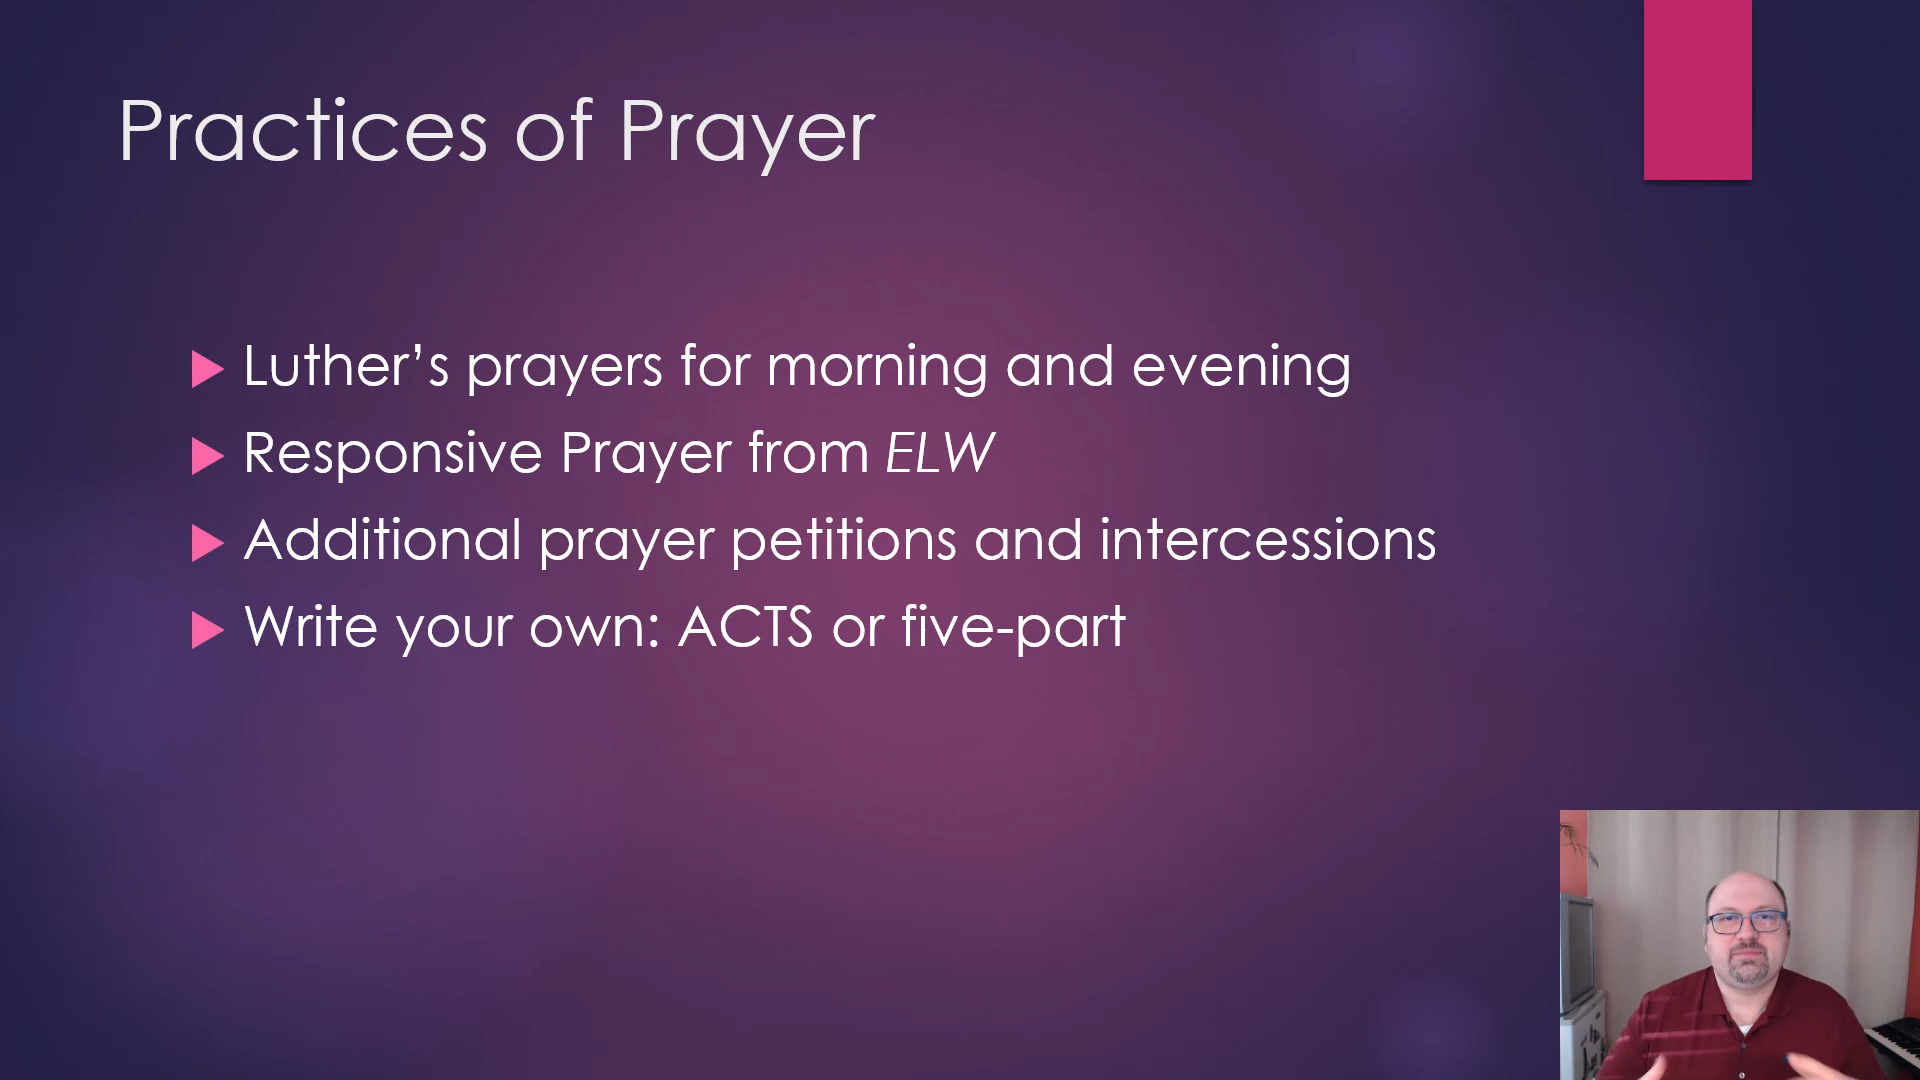 Practices of Prayer
Luther’s prayers for morning and evening
Responsive Prayer from ELW
Additional prayer petitions and intercessions
Write your own: ACTS or five-part